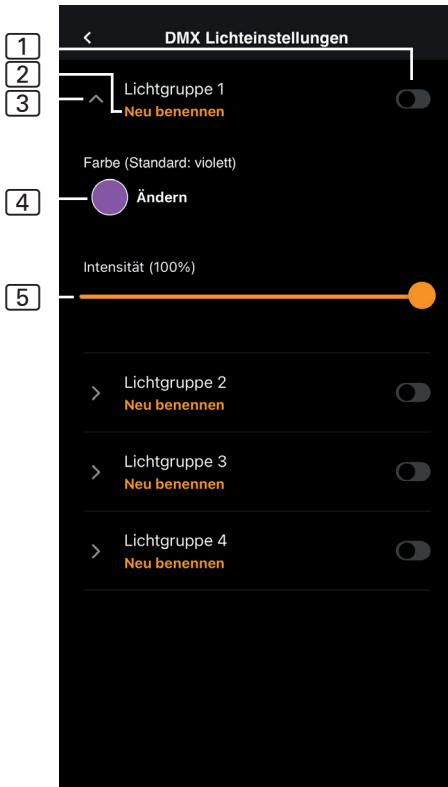 1
DMX Lichteinstellungen
2
Lichtgruppe 1
3
Neu benennen
Farbe (Standard: violett)
4
Ändern
Intensität (100%)
5
Lichtgruppe 2
Neu benennen
Lichtgruppe 3
Neu benennen
Lichtgruppe 4
Neu benennen